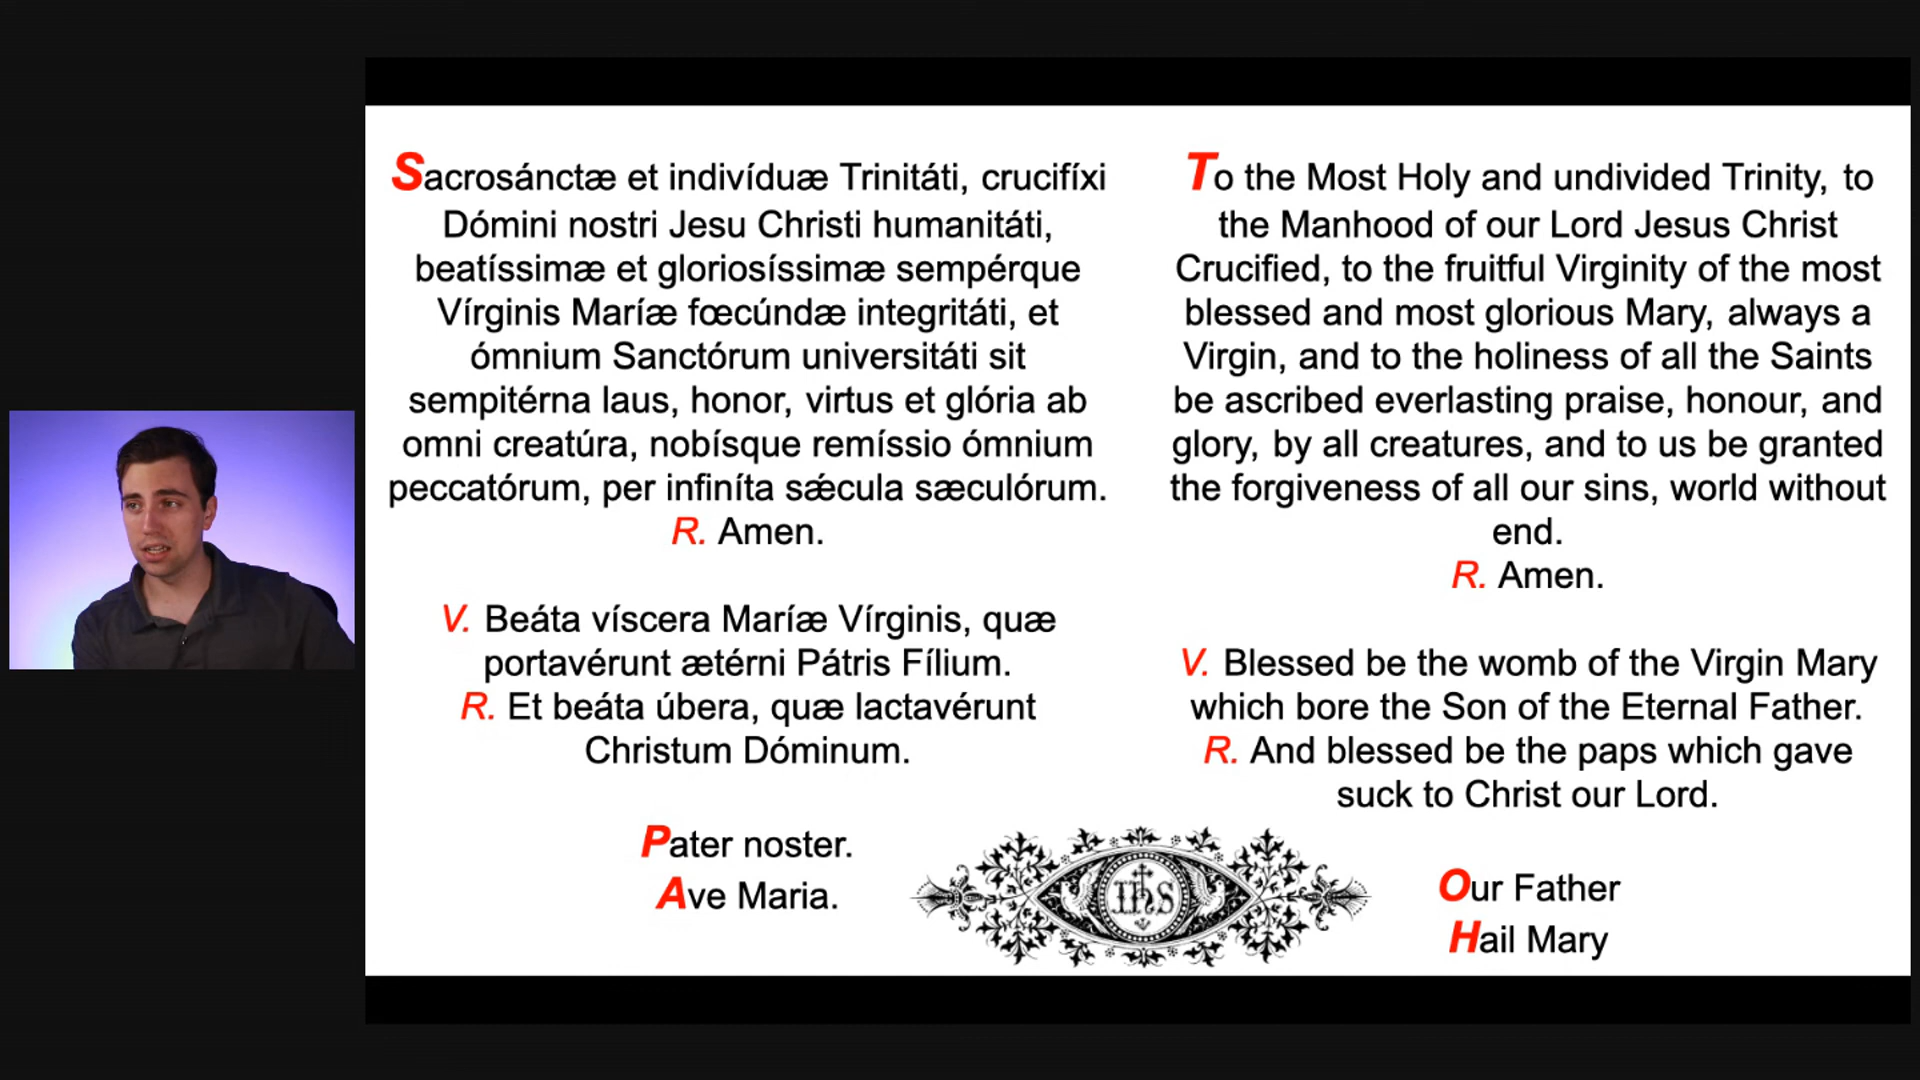 Sacrosánctæ et indivíduæ Trinitáti, crucifíxi
Dómini nostri Jesu Christi humanitáti,
beatíssimæ et gloriosíssimæ sempérque
Vírginis Maríæ fœcúndæ integritáti, et
ómnium Sanctórum universitáti sit
sempitérna laus, honor, virtus et glória ab
omni creatúra, nobísque remíssio ómnium
peccatórum, per infiníta sǽcula sæculórum.
R. Amen.
V. Beáta víscera Maríæ Vírginis, quæ
portavérunt ætérni Pátris Fílium.
R. Et beáta úbera, quæ lactavérunt
Christum Dóminum.
Pater noster.
Ave Maria.
To the Most Holy and undivided Trinity, to
the Manhood of our Lord Jesus Christ
Crucified, to the fruitful Virginity of the most
blessed and most glorious Mary, always a
Virgin, and to the holiness of all the Saints
be ascribed everlasting praise, honour, and
glory, by all creatures, and to us be granted
the forgiveness of all our sins, world without
end.
R. Amen.
V. Blessed be the womb of the Virgin Mary
which bore the Son of the Eternal Father.
R. And blessed be the paps which gave
suck to Christ our Lord.
Our Father
Hail Mary
IHS